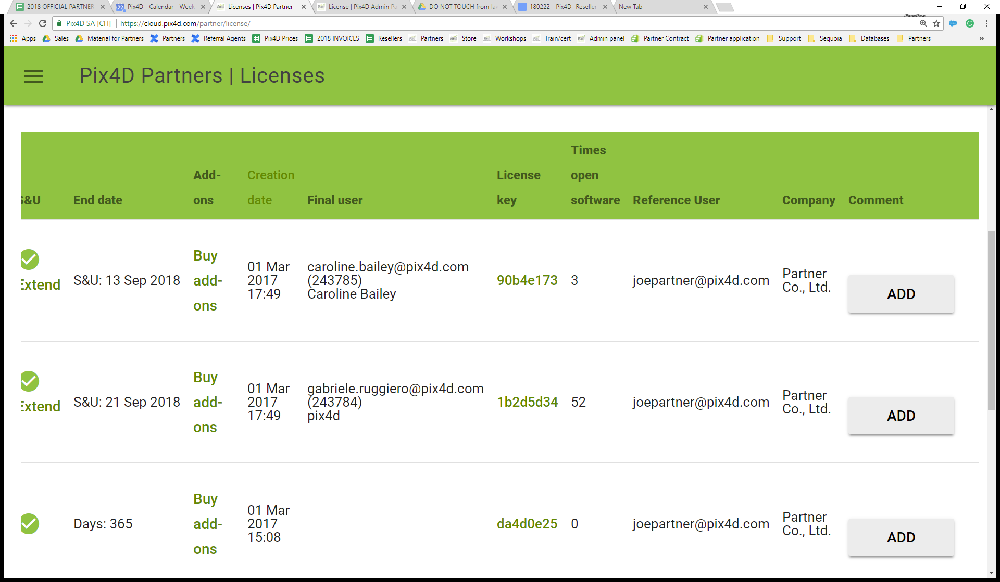 2018 OFFICIAL PARTNER
Pix4D - Calendar - Week
Licenses | Pix4D Partner
License | Pix4D Admin Pa
DO NOT TOUCH from la
180222 - Pix4D- Reseller
New Tab
Pix4D SA [CH]
https://cloud.pix4d.com/partner/license/
Apps
Sales
Material for Partners
Partners
Referral Agents
Pix4D Prices
2018 INVOICES
Resellers
Partners
Store
Workshops
Train/cert
Admin panel
Partner Contract
Partner application
Support
Sequoia
Databases
Partners
»
Pix4D Partners | Licenses
S&U
End date
Add-
ons
Creation
date
Final user
License
key
Times
open
software
Reference User
Company
Comment
Extend
S&U: 13 Sep 2018
Buy
add-
ons
01 Mar
2017
17:49
caroline.bailey@pix4d.com
(243785)
Caroline Bailey
90b4e173
3
joepartner@pix4d.com
Partner
Co., Ltd.
ADD
Extend
S&U: 21 Sep 2018
Buy
add-
ons
01 Mar
2017
17:49
gabriele.ruggiero@pix4d.com
(243784)
pix4d
1b2d5d34
52
joepartner@pix4d.com
Partner
Co., Ltd.
ADD
Days: 365
Buy
add-
ons
01 Mar
2017
15:08
da4d0e25
0
joepartner@pix4d.com
Partner
Co., Ltd.
ADD